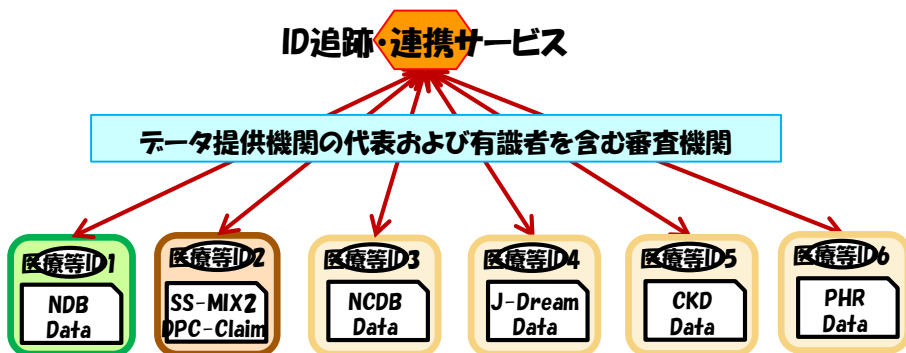 ID追跡・連携サービス
データ提供機関の代表および有識者を含む審査機関
医療等ID1
NDB
Data
医療等ID2
SS-MIX2
DPC-Claim
医療等ID3
NCDB
Data
医療等ID4
J-Dream
Data
医療等ID5
CKD
Data
医療等ID6
PHR
Data